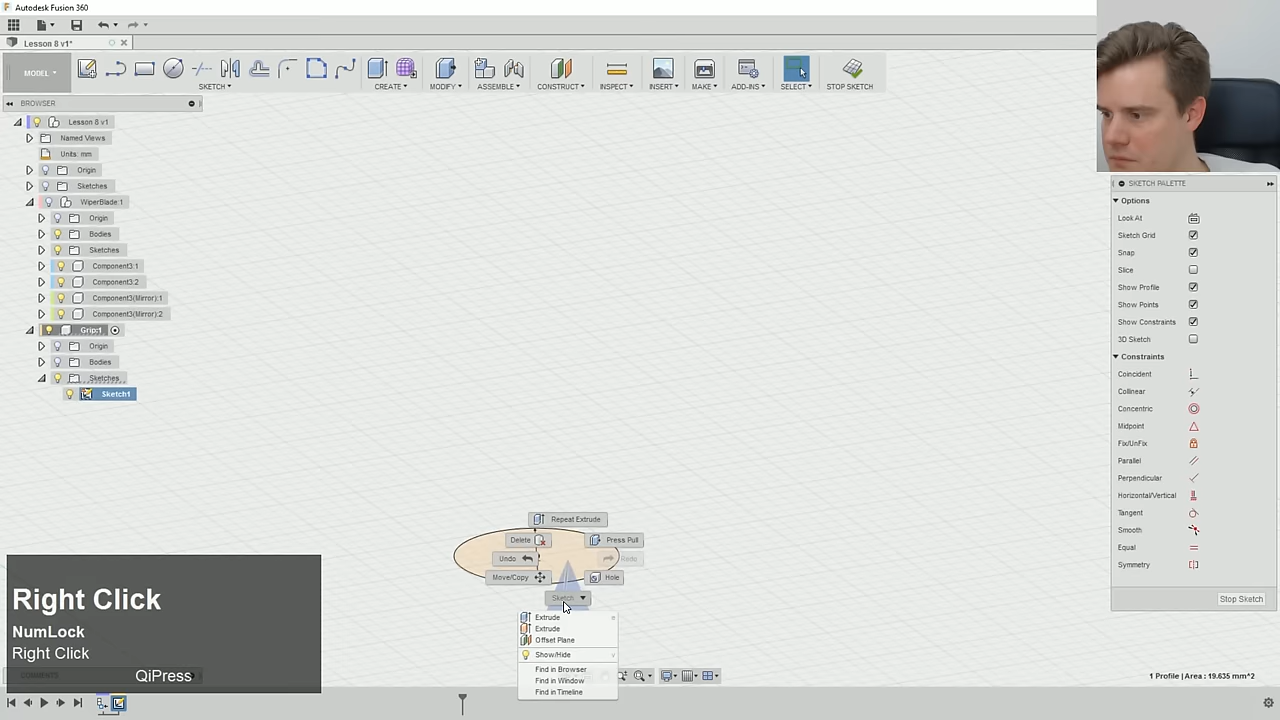 Autodesk Fusion 360
Lesson 8 v1*
MODEL
SKETCH
CREATE
MODIFY
ASSEMBLE
CONSTRUCT
INSPECT
INSERT
MAKE
ADD-INS
SELECT
STOP SKETCH
BROWSER
Lesson 8 v1
Named Views
Units: mm
Origin
Sketches
WiperBlade:1
Origin
Bodies
Sketches
Component3:1
Component3:2
Component3(Mirror):1
Component3(Mirror):2
Grip:1
Origin
Bodies
Sketches
Sketch1
SKETCH PALETTE
Options
Look At
Sketch Grid
Snap
Slice
Show Profile
Show Points
Show Constraints
3D Sketch
Constraints
Coincident
Collinear
Concentric
Midpoint
Fix/UnFix
Parallel
Perpendicular
Horizontal/Vertical
Tangent
Smooth
Equal
Symmetry
Stop Sketch
Repeat Extrude
Delete
Press Pull
Undo
Redo
Move/Copy
Hole
Sketch
Extrude
Extrude
Offset Plane
Show/Hide
Find in Browser
Find in Window
Find in Timeline
Right Click
NumLock
Right Click
QiPress
COMMENTS
1 Profile | Area : 19.635 mm^2